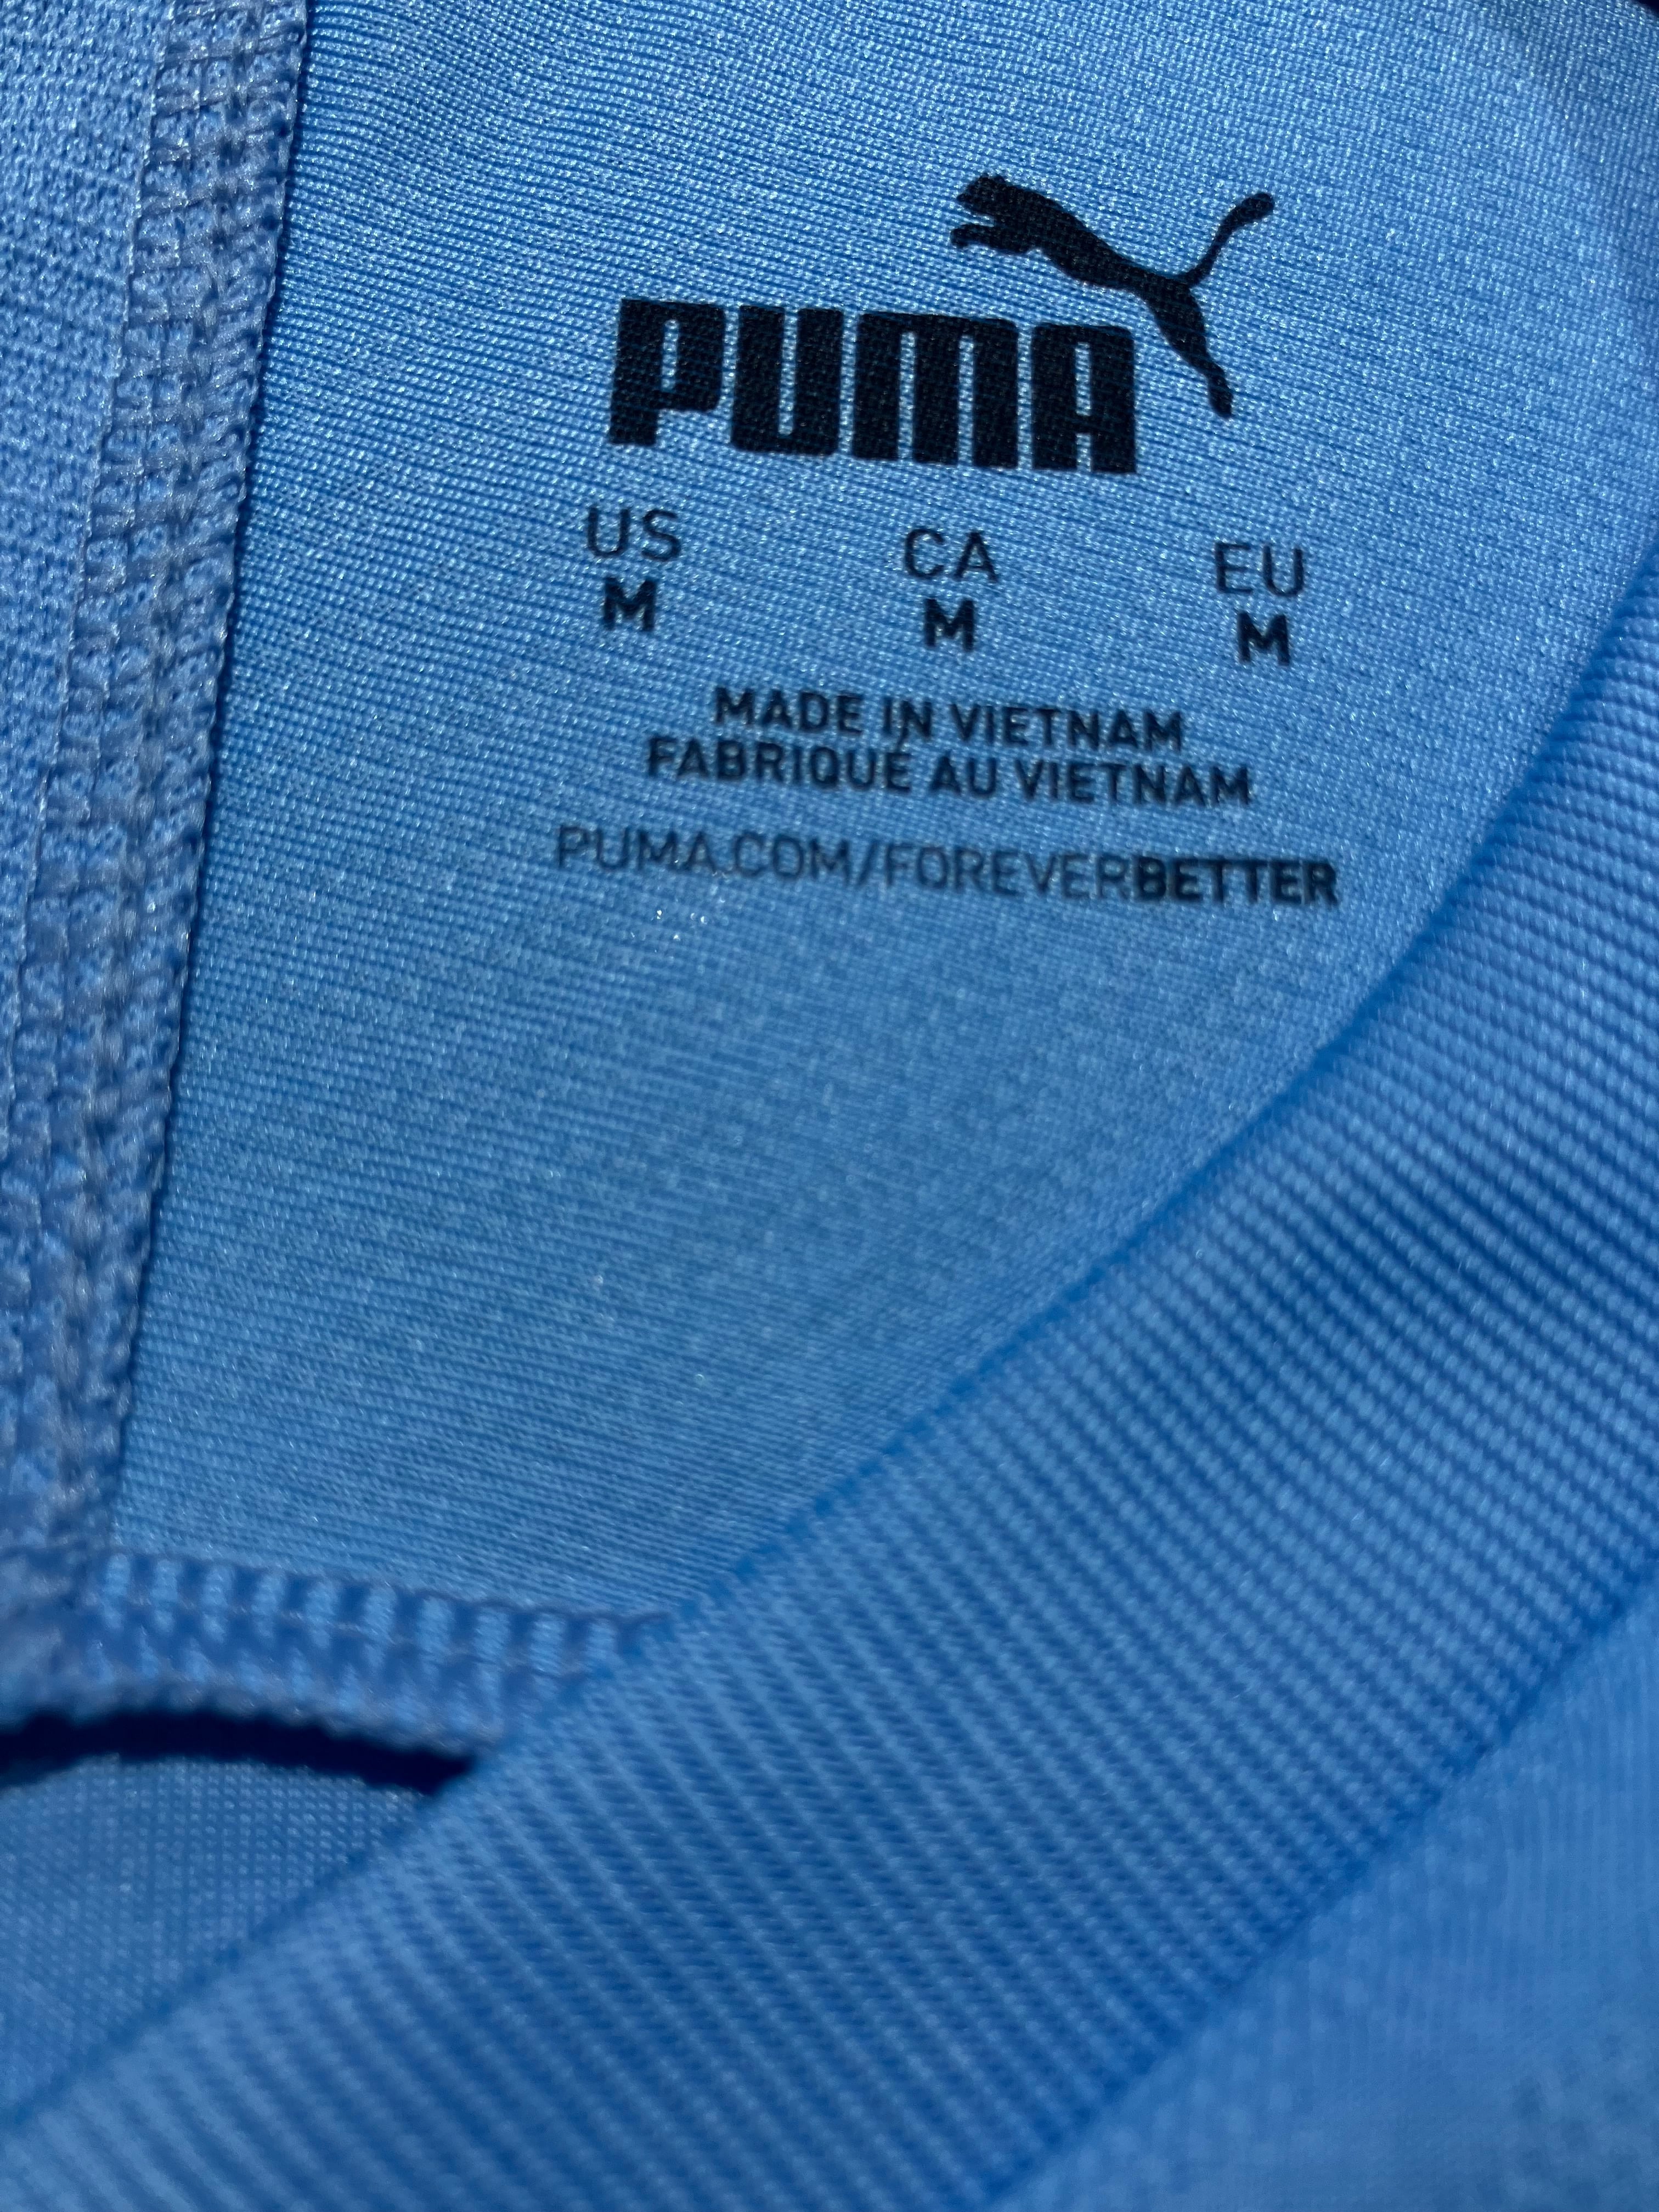 PUMA
US CA EU
M M M
MADE IN VIETNAM
FABRIQUÉ AU VIETNAM
PUMA.COM/FOREVERBETTER